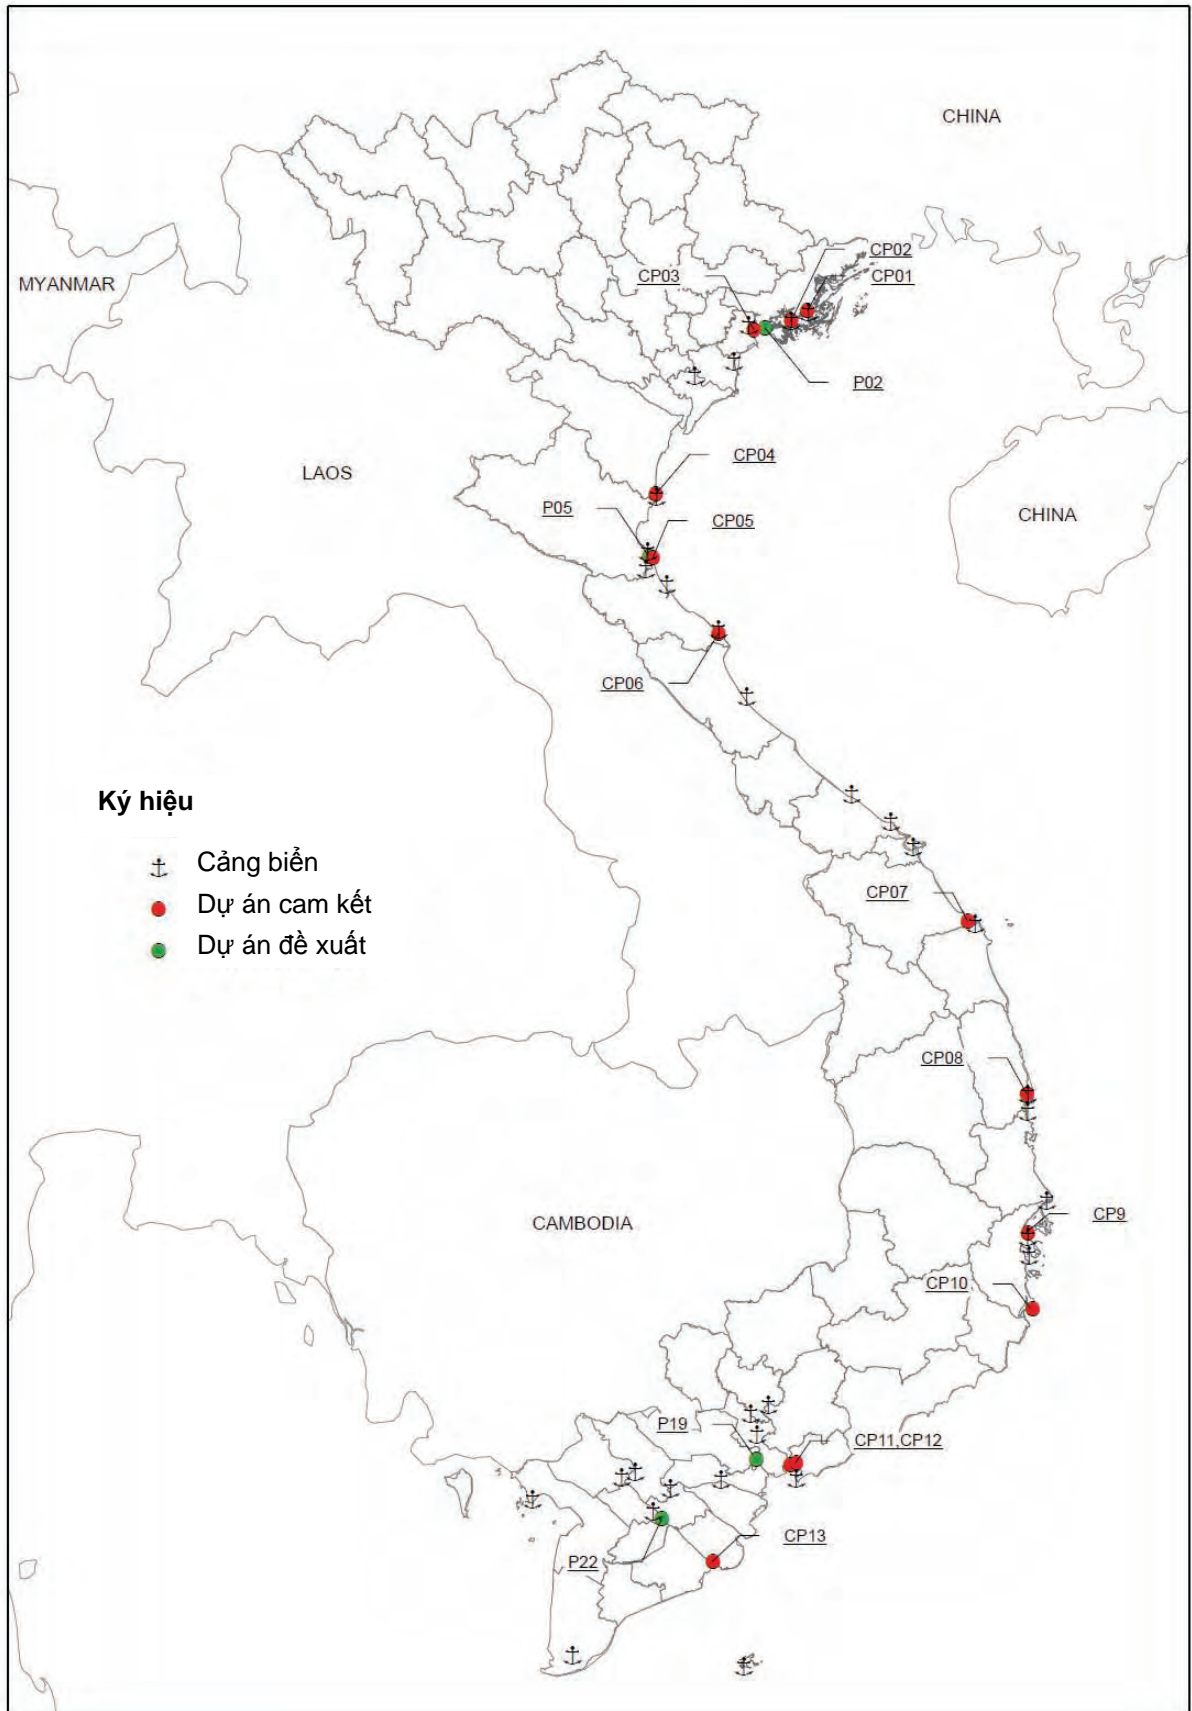 CHINA
CP02
CP03
CP01
MYANMAR
P02
CP04
LAOS
P05
CP05
CHINA
CP06
Ký hiệu
Cảng biển
CP07
Dự án cam kết
Dự án đề xuất
CP08
CP9
CAMBODIA
CP10
P19
CP11,CP12
CP13
P22